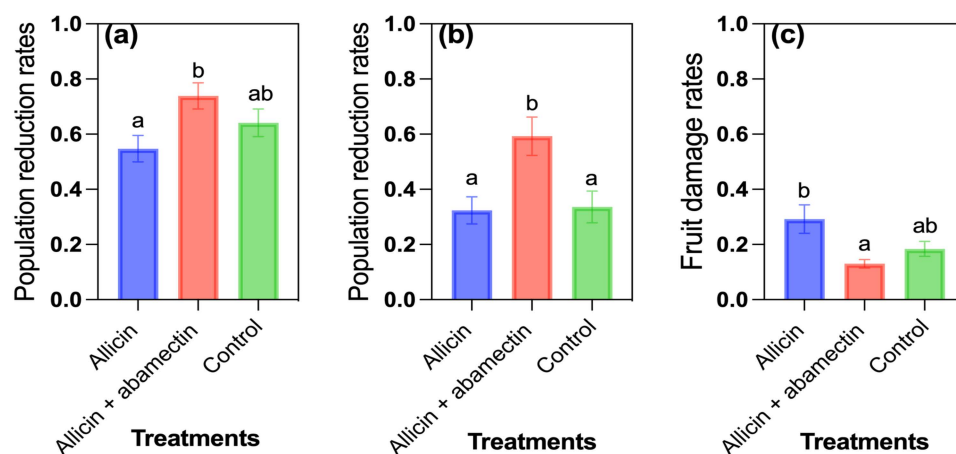 (a)
Population reduction rates
1.0
0.8
0.6
0.4
0.2
0.0
a
b
ab
Allicin
Allicin + abamectin
Control
Treatments
(b)
Population reduction rates
1.0
0.8
0.6
0.4
0.2
0.0
a
b
a
Allicin
Allicin + abamectin
Control
Treatments
(c)
Fruit damage rates
1.0
0.8
0.6
0.4
0.2
0.0
b
a
ab
Allicin
Allicin + abamectin
Control
Treatments